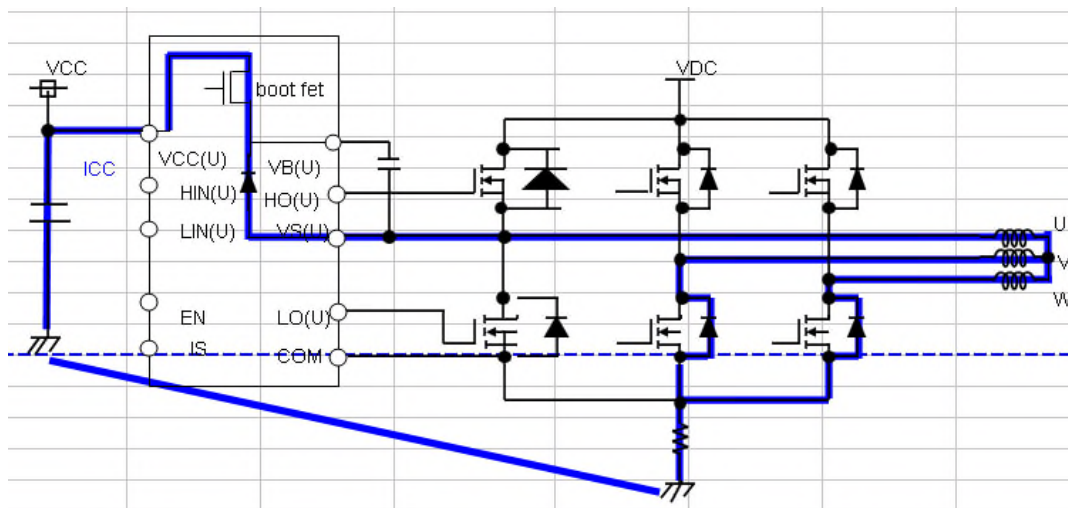 VCC
VDC
boot fet
ICC
VCC(U)
VB(U)
HIN(U)
HO(U)
LIN(U)
VS(U)
U
V
W
EN
LO(U)
IS
COM